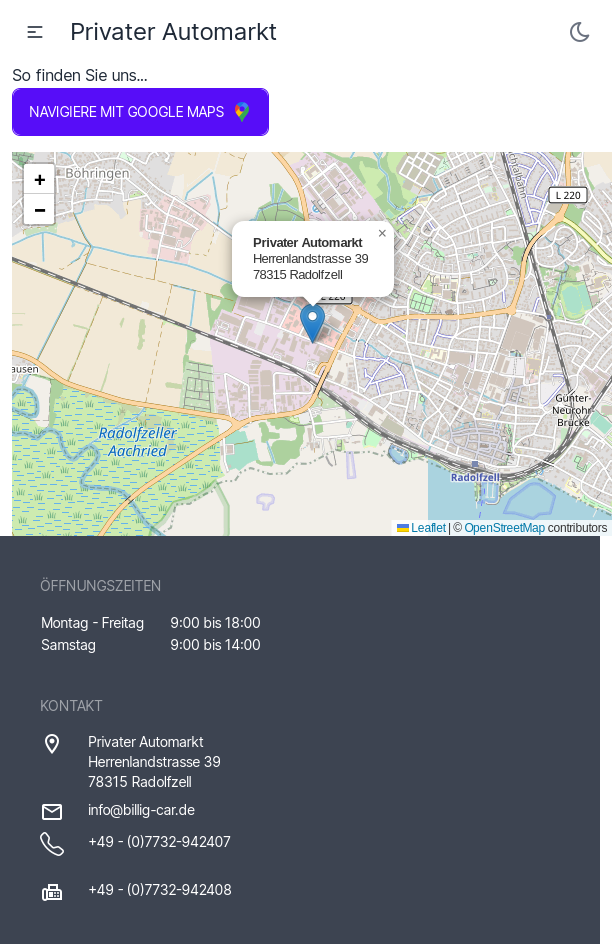 Privater Automarkt
So finden Sie uns...
NAVIGIERE MIT GOOGLE MAPS
+
−
Böhringen
L 220
×
Privater Automarkt
Herrenlandstrasse 39
78315 Radolfzell
L 220
ausen
Radolfzeller
Aachried
Gunter-
Neurohr-
Brücke
Radolfzell
Leaflet | © OpenStreetMap contributors
ÖFFNUNGSZEITEN
Montag - Freitag 9:00 bis 18:00
Samstag 9:00 bis 14:00
KONTAKT
Privater Automarkt
Herrenlandstrasse 39
78315 Radolfzell
info@billig-car.de
+49 - (0)7732-942407
+49 - (0)7732-942408